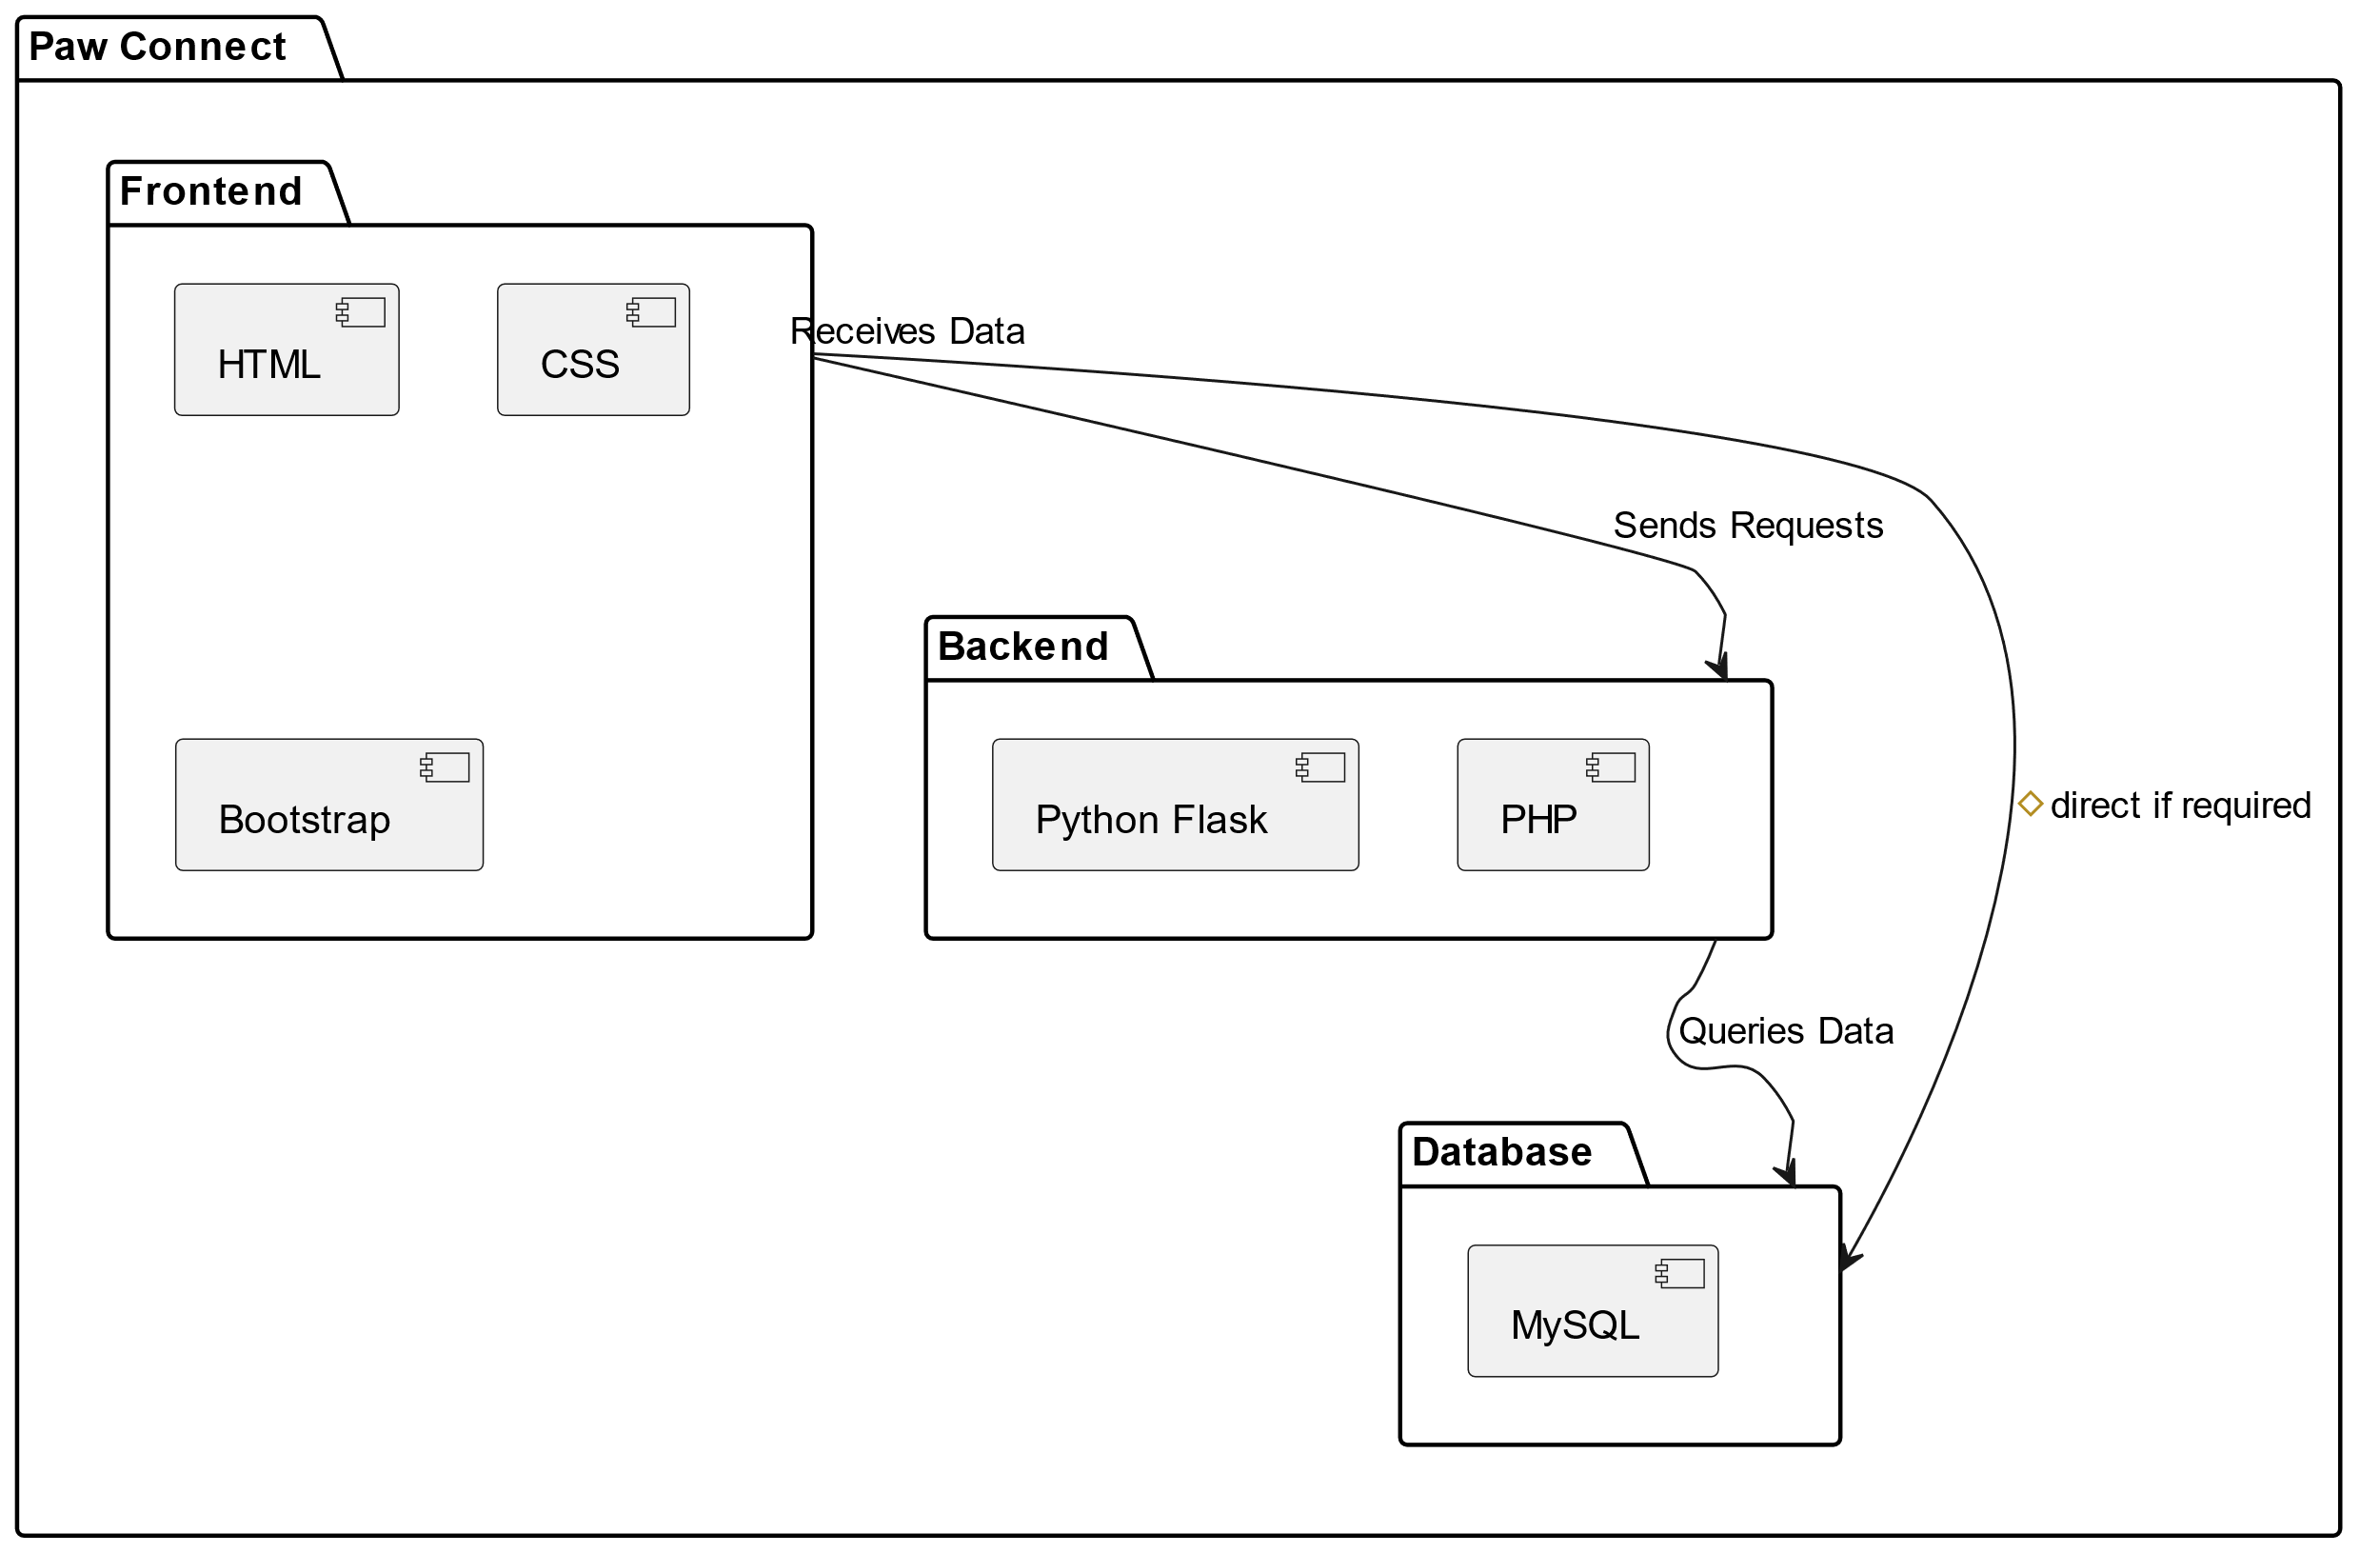 Paw Connect
Frontend
HTML
CSS
Receives Data
Sends Requests
Backend
Bootstrap
Python Flask
PHP
direct if required
Queries Data
Database
MySQL